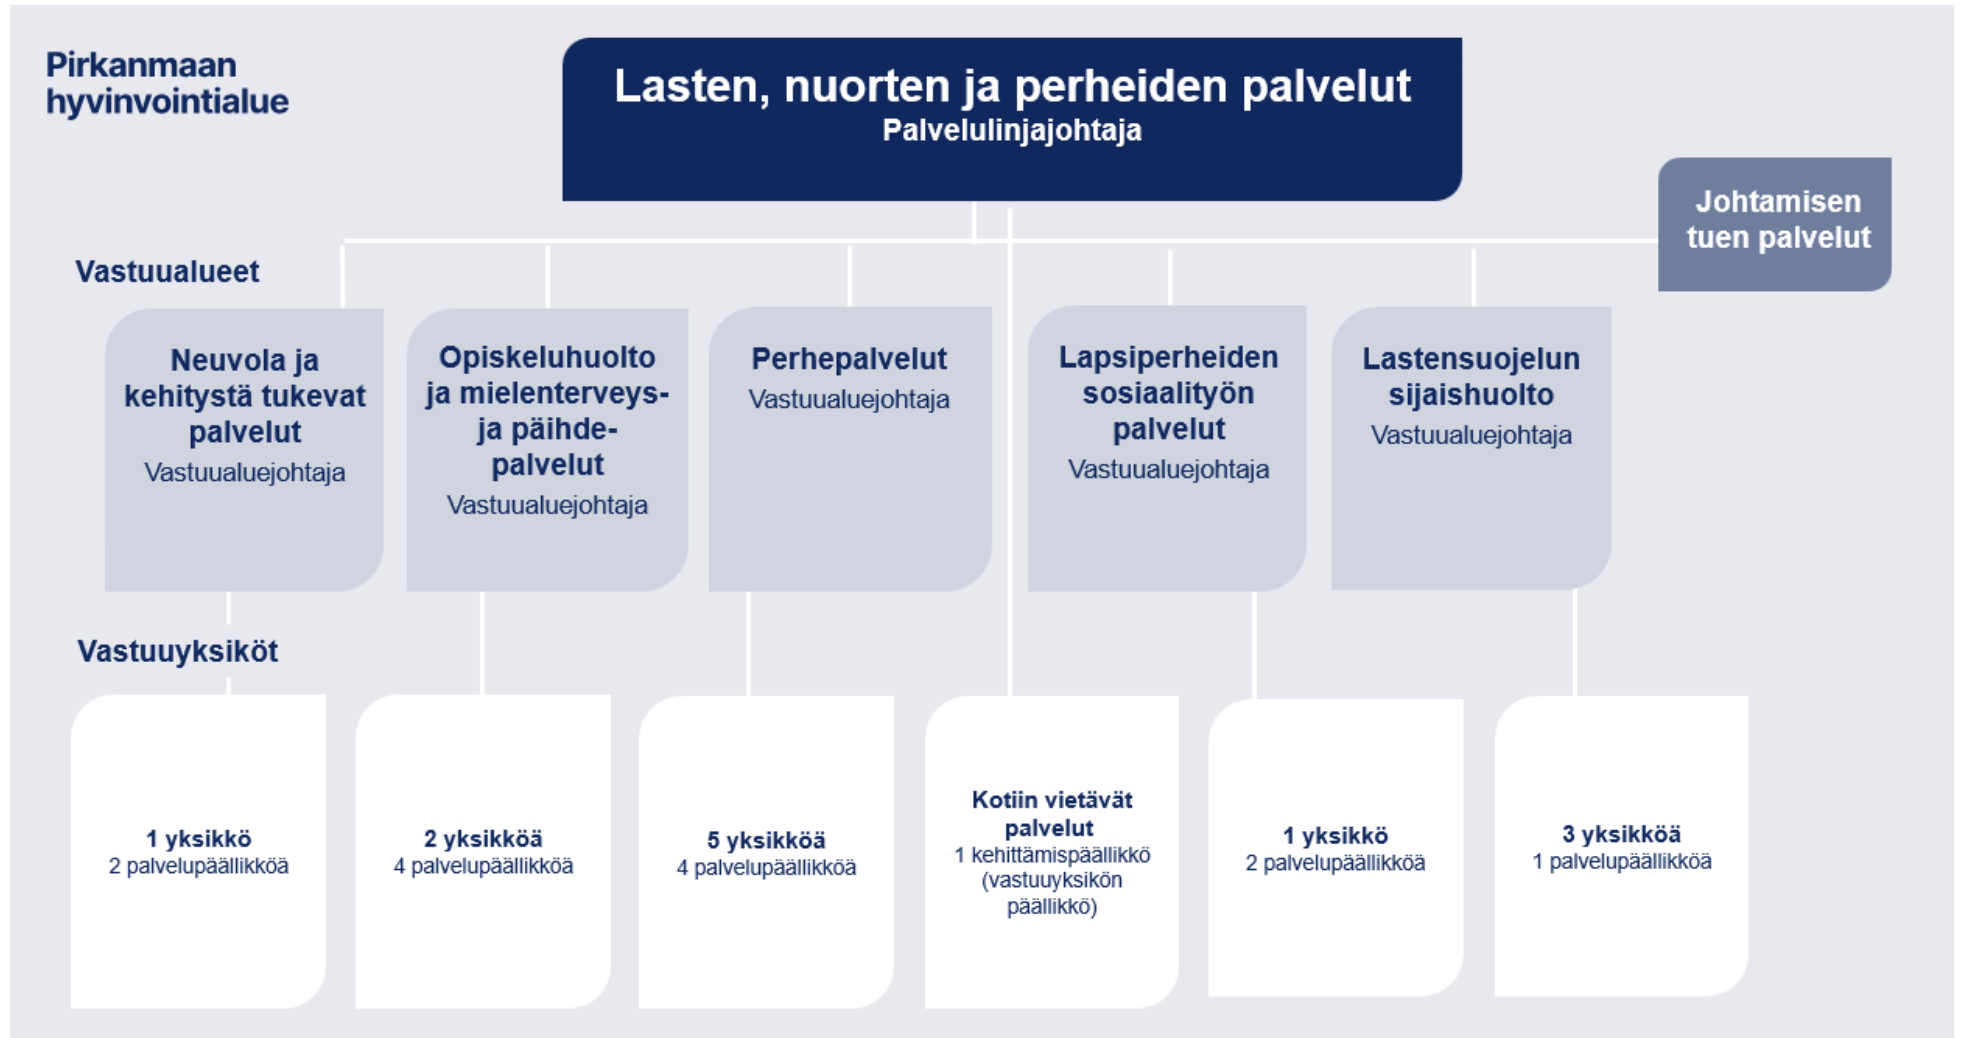 Pirkanmaan
hyvinvointialue
Lasten, nuorten ja perheiden palvelut
Palvelulinjajohtaja
Johtamisen
tuen palvelut
Vastuualueet
Neuvola ja
kehitystä tukevat
palvelut
Vastuualuejohtaja
Opiskeluhuolto
ja mielenterveys-
ja päihde-
palvelut
Vastuualuejohtaja
Perhepalvelut
Vastuualuejohtaja
Lapsiperheiden
sosiaalityön
palvelut
Vastuualuejohtaja
Lastensuojelun
sijaishuolto
Vastuualuejohtaja
Vastuuyksiköt
1 yksikkö
2 palvelupäällikköä
2 yksikköä
4 palvelupäällikköä
5 yksikköä
4 palvelupäällikköä
Kotiin vietävät
palvelut
1 kehittämispäällikkö
(vastuuyksikön
päällikkö)
1 yksikkö
2 palvelupäällikköä
3 yksikköä
1 palvelupäällikköä